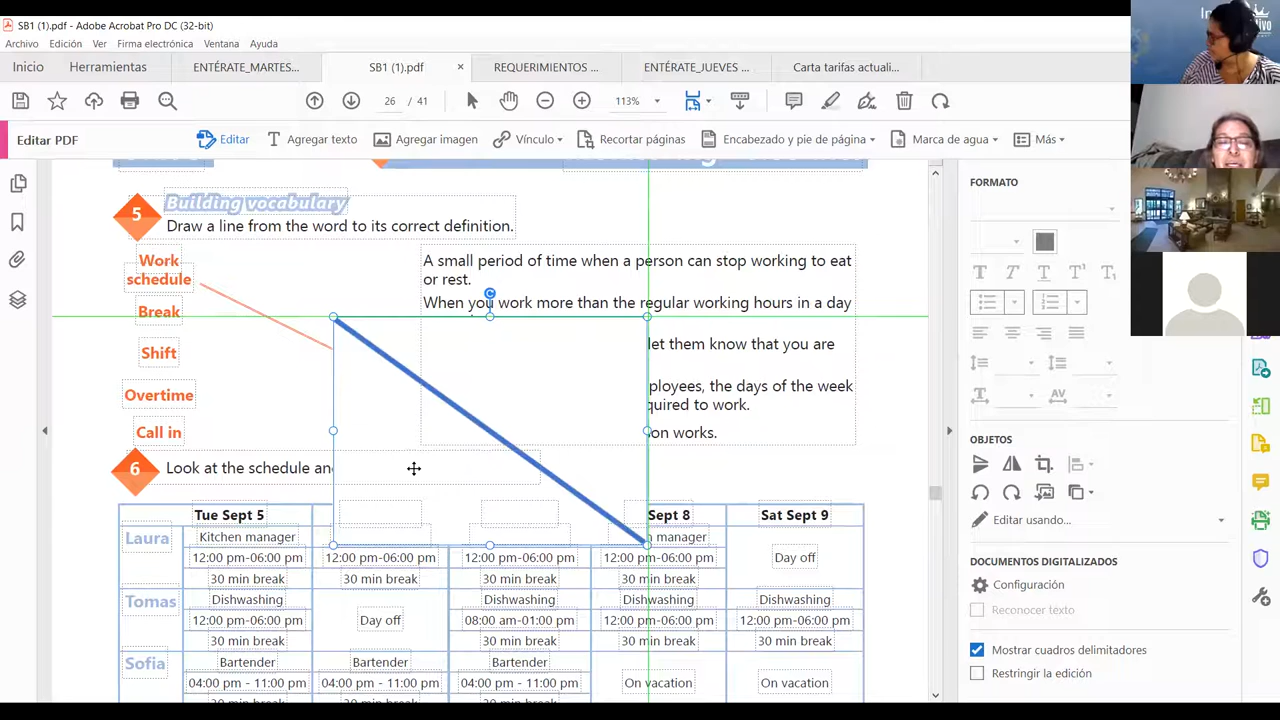 SB1 (1).pdf - Adobe Acrobat Pro DC (32-bit)
Archivo Edición Ver Firma electrónica Ventana Ayuda
Inicio Herramientas ENTÉRATE_MARTES... SB1 (1).pdf × REQUERIMIENTOS ... ENTÉRATE_JUEVES ... Carta tarifas actuali...
26 / 41 113%
Editar PDF Editar Agregar texto Agregar imagen Vínculo Recortar páginas Encabezado y pie de página Marca de agua Más
5 Building vocabulary
Draw a line from the word to its correct definition.
Work schedule
Break
Shift
Overtime
Call in
A small period of time when a person can stop working to eat
or rest.
When you work more than the regular working hours in a day
let them know that you are
ployees, the days of the week
quired to work.
on works.
6 Look at the schedule an
Tue Sept 5 Sept 8 Sat Sept 9
Laura Kitchen manager manager
12:00 pm-06:00 pm 12:00 pm-06:00 pm 12:00 pm-06:00 pm 12:00 pm-06:00 pm Day off
30 min break 30 min break 30 min break 30 min break
Tomas Dishwashing Dishwashing Dishwashing Dishwashing
12:00 pm-06:00 pm Day off 08:00 am-01:00 pm 12:00 pm-06:00 pm 12:00 pm-06:00 pm
30 min break 30 min break 30 min break 30 min break
Sofia Bartender Bartender Bartender
04:00 pm - 11:00 pm 04:00 pm - 11:00 pm 04:00 pm - 11:00 pm On vacation On vacation
30 min break 30 min break 30 min break
FORMATO
OBJETOS
Editar usando...
DOCUMENTOS DIGITALIZADOS
Configuración
Reconocer texto
Mostrar cuadros delimitadores
Restringir la edición